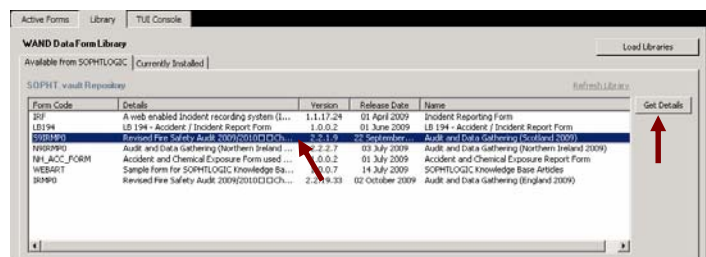 Active Forms Library TUI Console
WAND Data Form Library
Load Libraries
Available from SOPHTLOGIC Currently Installed
SOPHT. vault Repository Refresh Library
Form Code Details Version Release Date Name Get Details
IRF A web enabled Incident recording system (I... 1.1.17.24 01 April 2009 Incident Reporting Form
LB194 LB 194 - Accident / Incident Report Form 1.0.0.2 01 June 2009 LB 194 - Accident / Incident Report Form
S9IRMP0 Revised Fire Safety Audit 2009/2010□□Ch... 2.2.1.9 22 September... Audit and Data Gathering (Scotland 2009)
N9IRMP0 Audit and Data Gathering (Northern Ireland ... 2.2.2.7 03 July 2009 Audit and Data Gathering (Northern Ireland 2009)
NH_ACC_FORM Accident and Chemical Exposure Form used ... 1.0.0.2 01 July 2009 Accident and Chemical Exposure Report Form
WEBART Sample form for SOPHTLOGIC Knowledge Ba... 1.0.0.7 14 July 2009 SOPHTLOGIC Knowledge Base Articles
IRMP0 Revised Fire Safety Audit 2009/2010□□Ch... 02 October 2009 Audit and Data Gathering (England 2009)